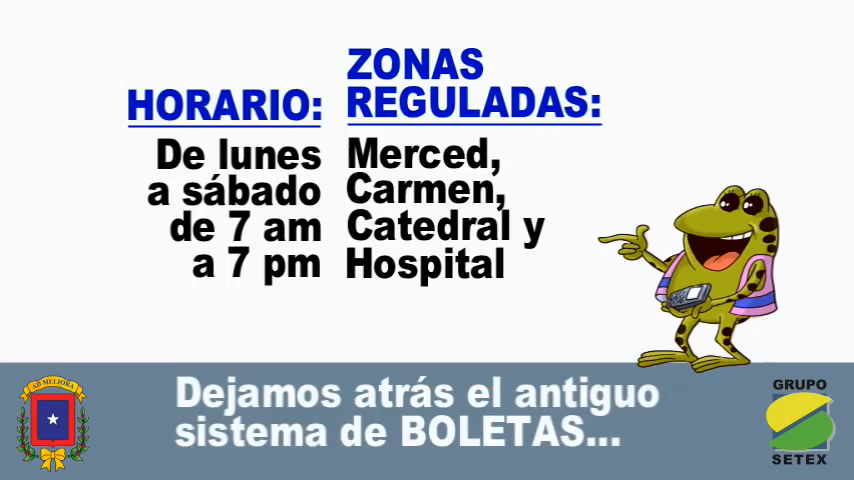 HORARIO:
De lunes
a sábado
de 7 am
a 7 pm
ZONAS
REGULADAS:
Merced,
Carmen,
Catedral y
Hospital
AD MELIORA
Dejamos atrás el antiguo
sistema de BOLETAS...
GRUPO
SETEX